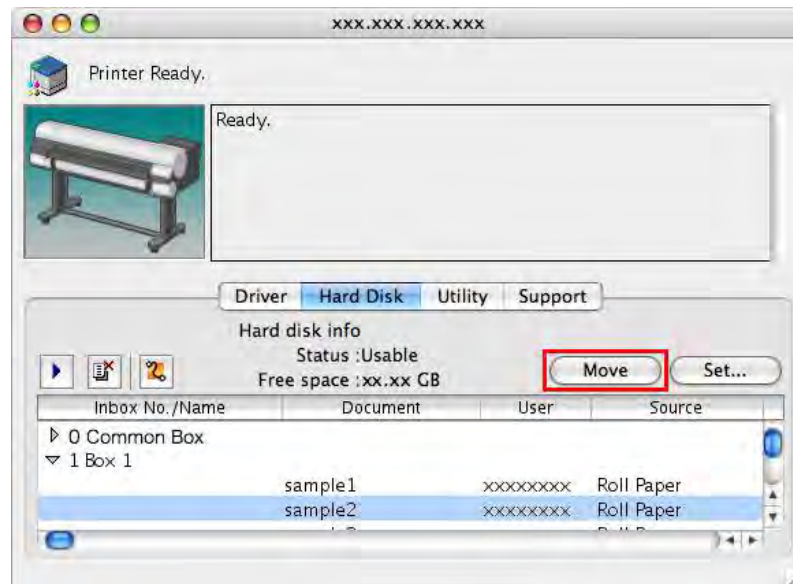 xxx.xxx.xxx.xxx
Printer Ready.
Ready.
Driver Hard Disk Utility Support
Hard disk info
Status :Usable
Free space :xx.xx GB
Move Set...
Inbox No./Name Document User Source
0 Common Box
1 Box 1
sample1 xxxxxxxx Roll Paper
sample2 xxxxxxxx Roll Paper